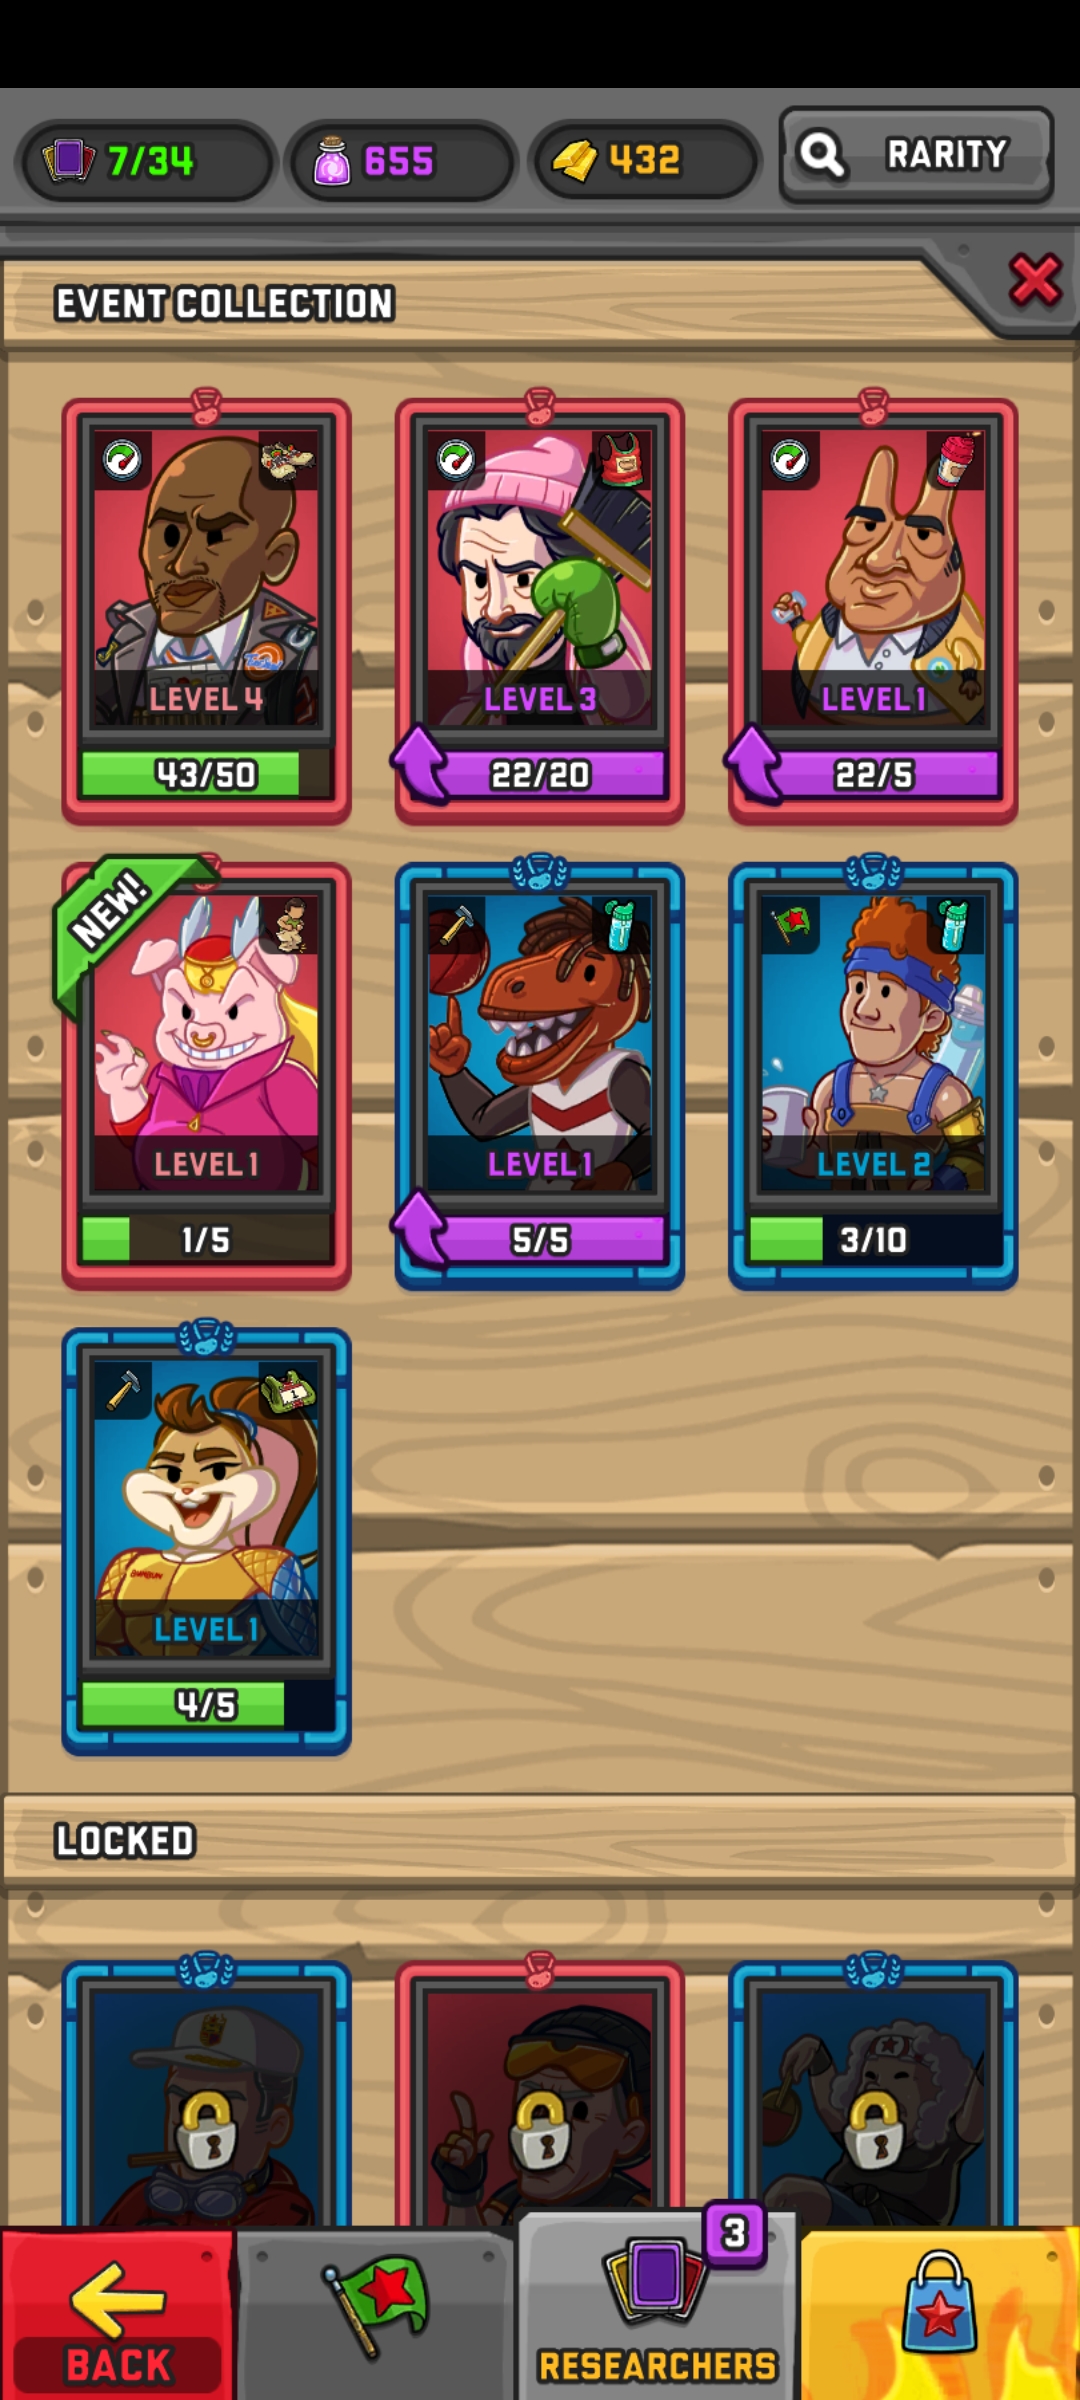 7/34
655
432
RARITY
EVENT COLLECTION
LEVEL 4
LEVEL 3
LEVEL 1
43/50
22/20
22/5
NEW!
LEVEL 1
LEVEL 1
LEVEL 2
1/5
5/5
3/10
1
BUNBUN
LEVEL 1
4/5
LOCKED
3
BACK
RESEARCHERS